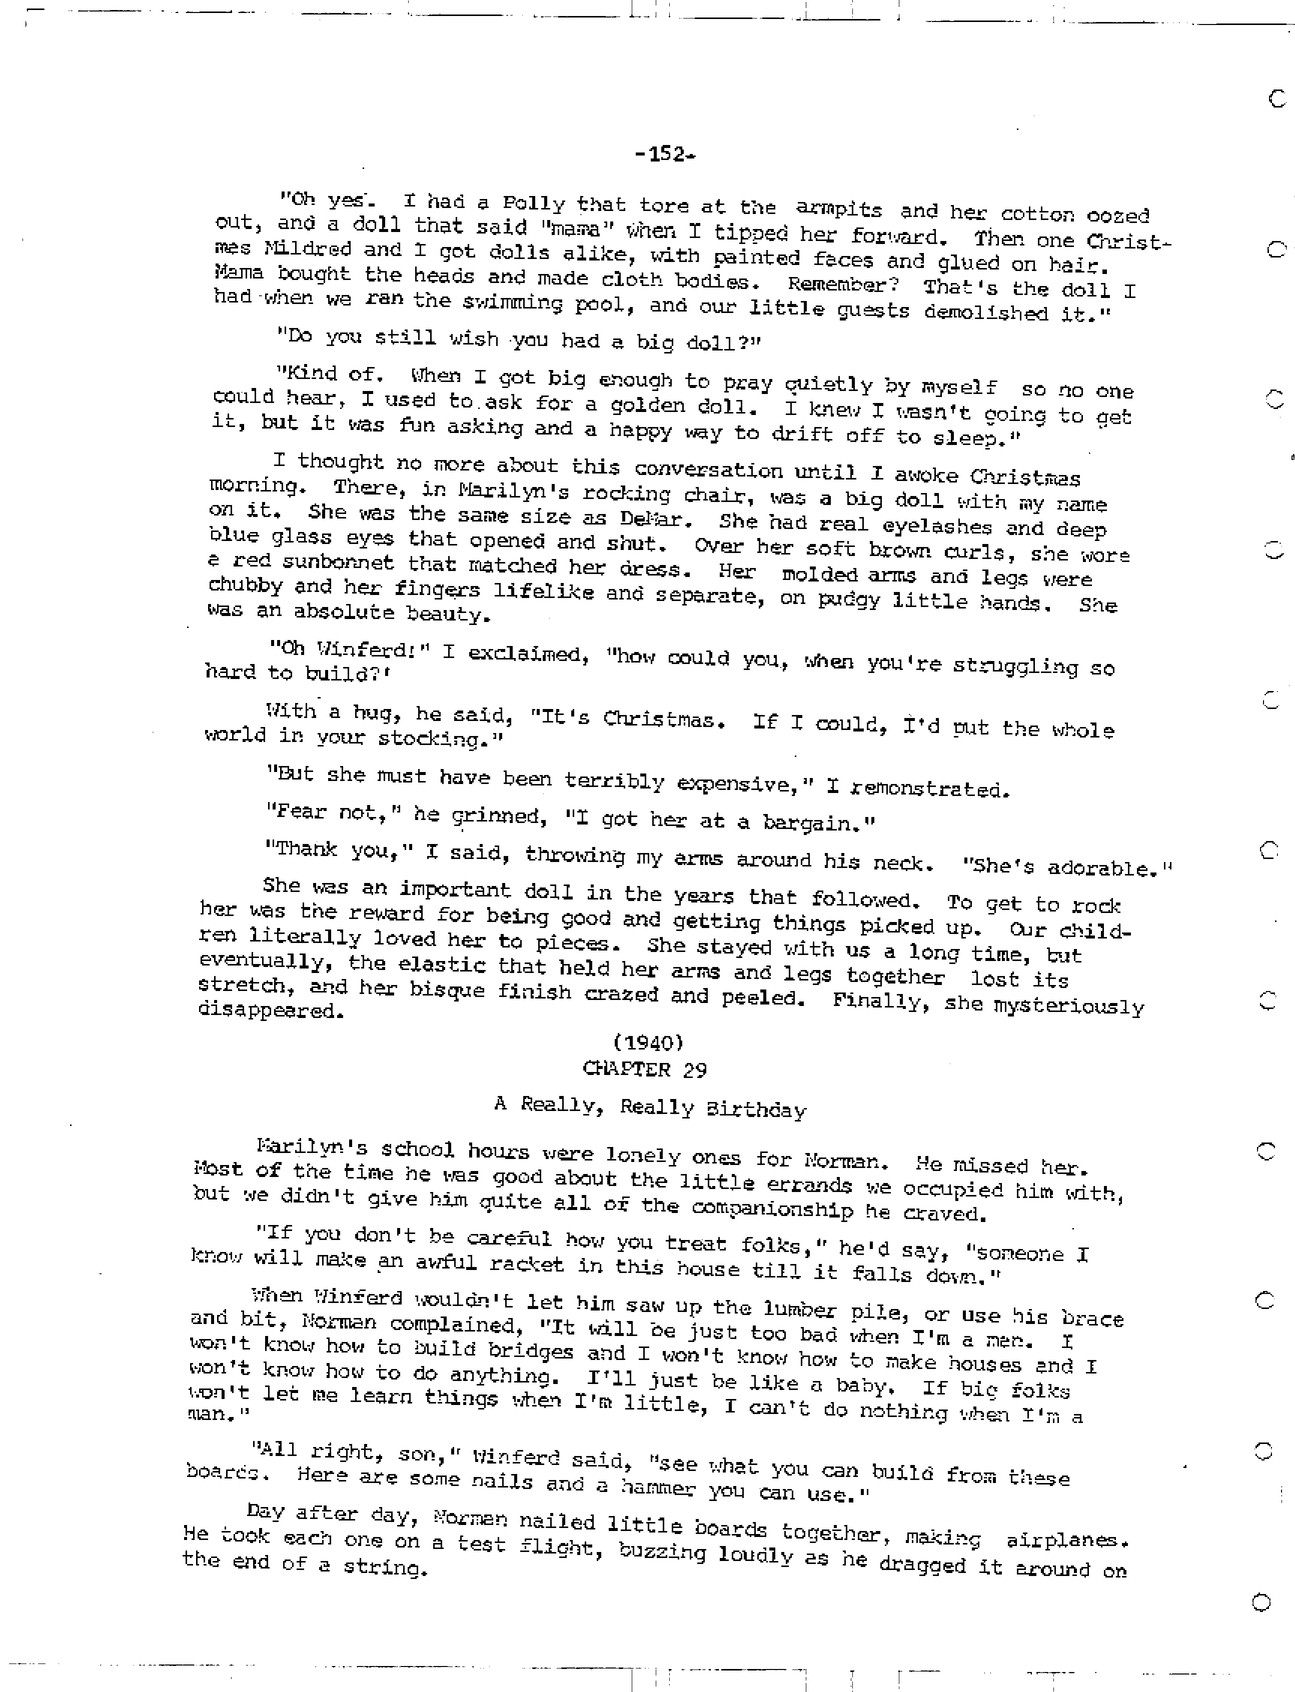 -152-
"Oh yes. I had a Polly that tore at the armpits and her cotton oozed
out, and a doll that said "mama" when I tipped her forward. Then one Christ-
mas Mildred and I got dolls alike, with painted faces and glued on hair.
Mama bought the heads and made cloth bodies. Remember? That's the doll I
had when we ran the swimming pool, and our little guests demolished it."
"Do you still wish you had a big doll?"
"Kind of. When I got big enough to pray quietly by myself so no one
could hear, I used to ask for a golden doll. I knew I wasn't going to get
it, but it was fun asking and a happy way to drift off to sleep."
I thought no more about this conversation until I awoke Christmas
morning. There, in Marilyn's rocking chair, was a big doll with my name
on it. She was the same size as DeMar. She had real eyelashes and deep
blue glass eyes that opened and shut. Over her soft brown curls, she wore
a red sunbonnet that matched her dress. Her molded arms and legs were
chubby and her fingers lifelike and separate, on pudgy little hands. She
was an absolute beauty.
"Oh Winferd!" I exclaimed, "how could you, when you're struggling so
hard to build?'
With a hug, he said, "It's Christmas. If I could, I'd put the whole
world in your stocking."
"But she must have been terribly expensive," I remonstrated.
"Fear not," he grinned, "I got her at a bargain."
"Thank you," I said, throwing my arms around his neck. "She's adorable."
She was an important doll in the years that followed. To get to rock
her was the reward for being good and getting things picked up. Our child-
ren literally loved her to pieces. She stayed with us a long time, but
eventually, the elastic that held her arms and legs together lost its
stretch, and her bisque finish crazed and peeled. Finally, she mysteriously
disappeared.
(1940)
CHAPTER 29
A Really, Really Birthday
Marilyn's school hours were lonely ones for Norman. He missed her.
Most of the time he was good about the little errands we occupied him with,
but we didn't give him quite all of the companionship he craved.
"If you don't be careful how you treat folks," he'd say, "someone I
know will make an awful racket in this house till it falls down."
When Winferd wouldn't let him saw up the lumber pile, or use his brace
and bit, Norman complained, "It will be just too bad when I'm a man. I
won't know how to build bridges and I won't know how to make houses and I
won't know how to do anything. I'll just be like a baby. If big folks
won't let me learn things when I'm little, I can't do nothing when I'm a
man."
"All right, son," Winferd said, "see what you can build from these
boards. Here are some nails and a hammer you can use."
Day after day, Norman nailed little boards together, making airplanes.
He took each one on a test flight, buzzing loudly as he dragged it around on
the end of a string.